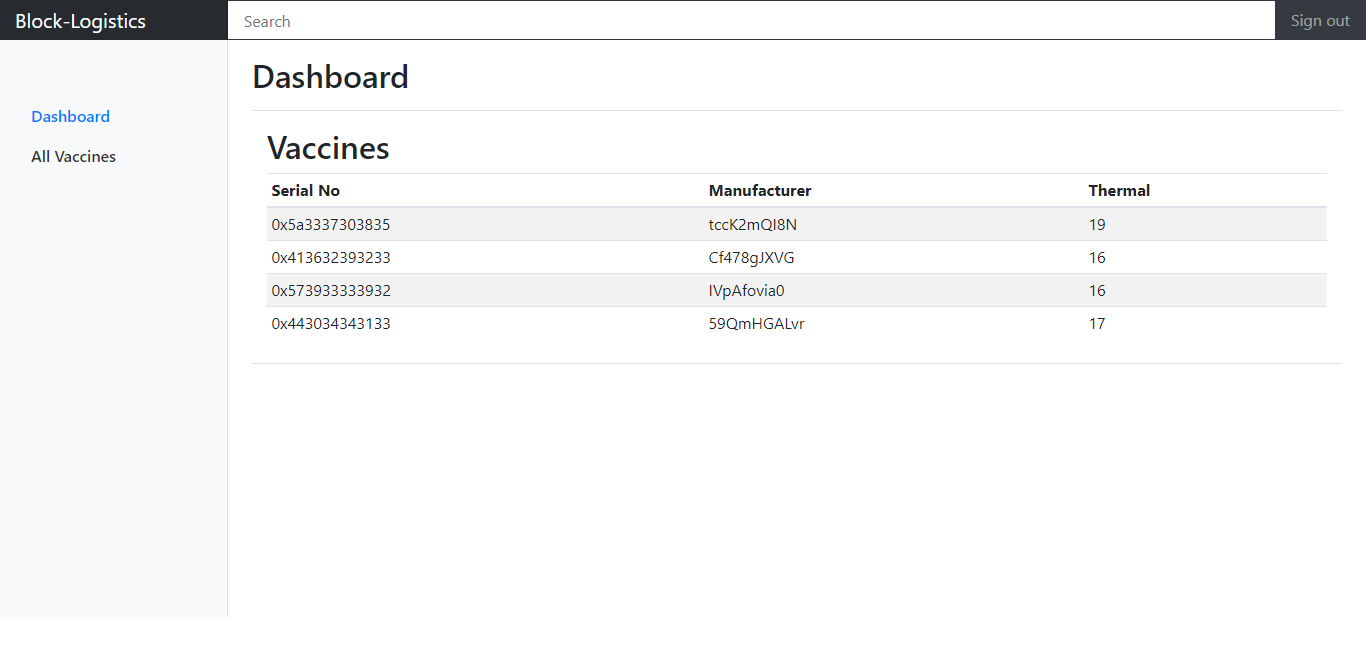 Block-Logistics Search Sign out
Dashboard
Dashboard
All Vaccines
Vaccines
Serial No Manufacturer Thermal
0x5a3337303835 tccK2mQI8N 19
0x413632393233 Cf478gJXVG 16
0x573933333932 IVpAfovia0 16
0x443034343133 59QmHGALvr 17